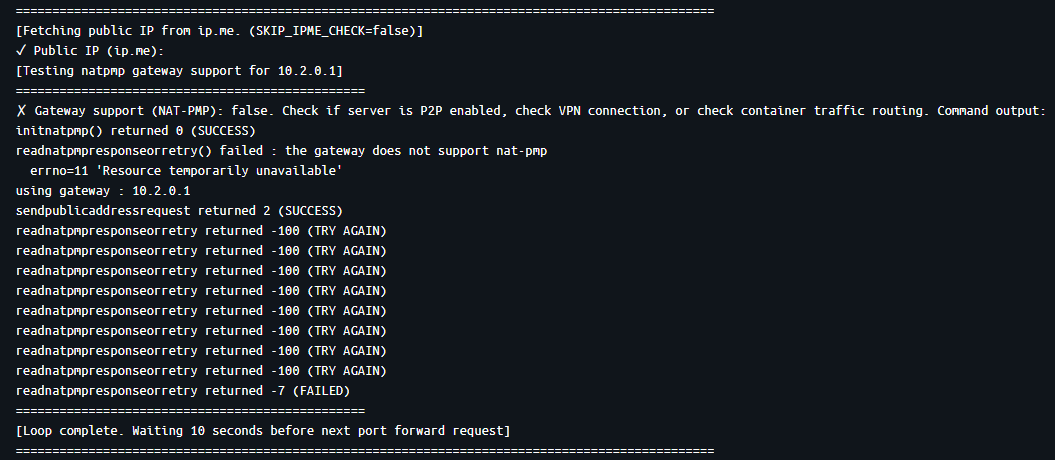 ================================================================================================
[Fetching public IP from ip.me. (SKIP_IPME_CHECK=false)]
✓ Public IP (ip.me):
[Testing natpmp gateway support for 10.2.0.1]
================================================
✗ Gateway support (NAT-PMP): false. Check if server is P2P enabled, check VPN connection, or check container traffic routing. Command output:
initnatpmp() returned 0 (SUCCESS)
readnatpmpresponseorretry() failed : the gateway does not support nat-pmp
  errno=11 'Resource temporarily unavailable'
using gateway : 10.2.0.1
sendpublicaddressrequest returned 2 (SUCCESS)
readnatpmpresponseorretry returned -100 (TRY AGAIN)
readnatpmpresponseorretry returned -100 (TRY AGAIN)
readnatpmpresponseorretry returned -100 (TRY AGAIN)
readnatpmpresponseorretry returned -100 (TRY AGAIN)
readnatpmpresponseorretry returned -100 (TRY AGAIN)
readnatpmpresponseorretry returned -100 (TRY AGAIN)
readnatpmpresponseorretry returned -100 (TRY AGAIN)
readnatpmpresponseorretry returned -100 (TRY AGAIN)
readnatpmpresponseorretry returned -7 (FAILED)
================================================
[Loop complete. Waiting 10 seconds before next port forward request]
================================================================================================